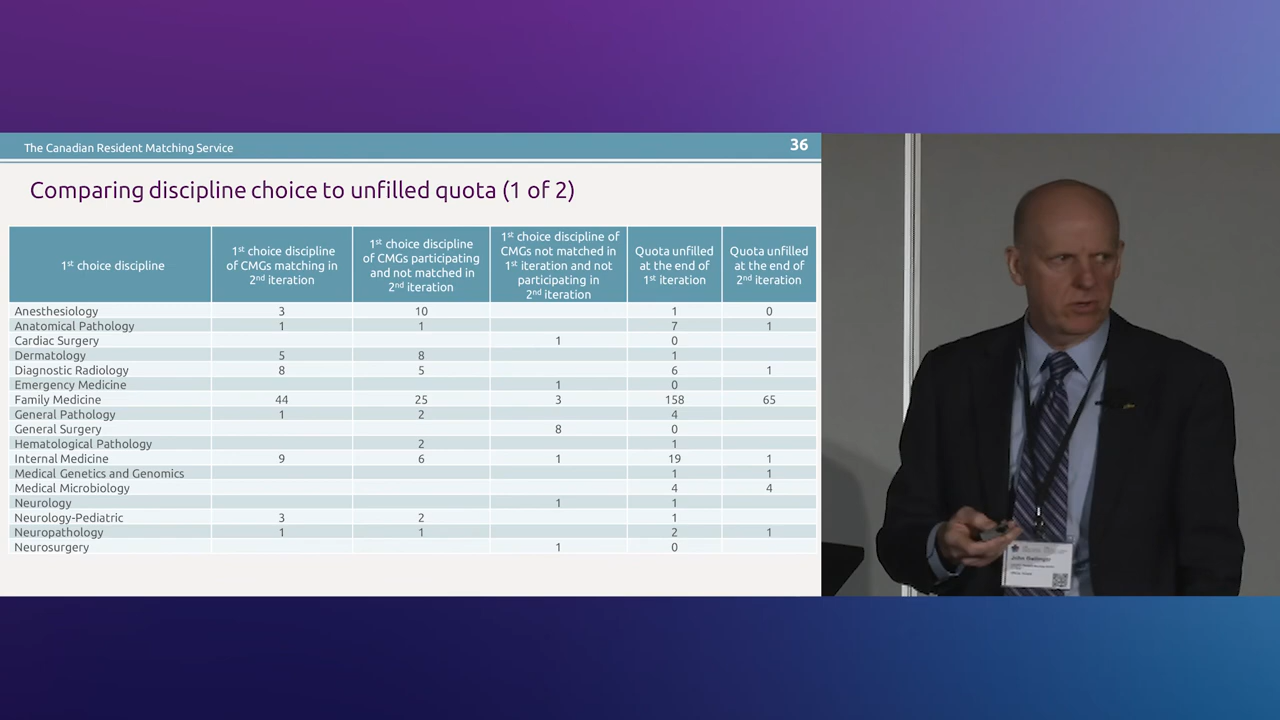 The Canadian Resident Matching Service
36
Comparing discipline choice to unfilled quota (1 of 2)
1st choice discipline
1st choice discipline
of CMGs matching in
2nd iteration
1st choice discipline
of CMGs participating
and not matched in
2nd iteration
1st choice discipline of
CMGs not matched in
1st iteration and not
participating in
2nd iteration
Quota unfilled
at the end of
1st iteration
Quota unfilled
at the end of
2nd iteration
Anesthesiology 3 10 1 0
Anatomical Pathology 1 1 7 1
Cardiac Surgery 1 0
Dermatology 5 8 1
Diagnostic Radiology 8 5 6 1
Emergency Medicine 1 0
Family Medicine 44 25 3 158 65
General Pathology 1 2 4
General Surgery 8 0
Hematological Pathology 2 1
Internal Medicine 9 6 1 19 1
Medical Genetics and Genomics 1 1
Medical Microbiology 4 4
Neurology 1 1
Neurology-Pediatric 3 2 1
Neuropathology 1 1 2 1
Neurosurgery 1 0
John